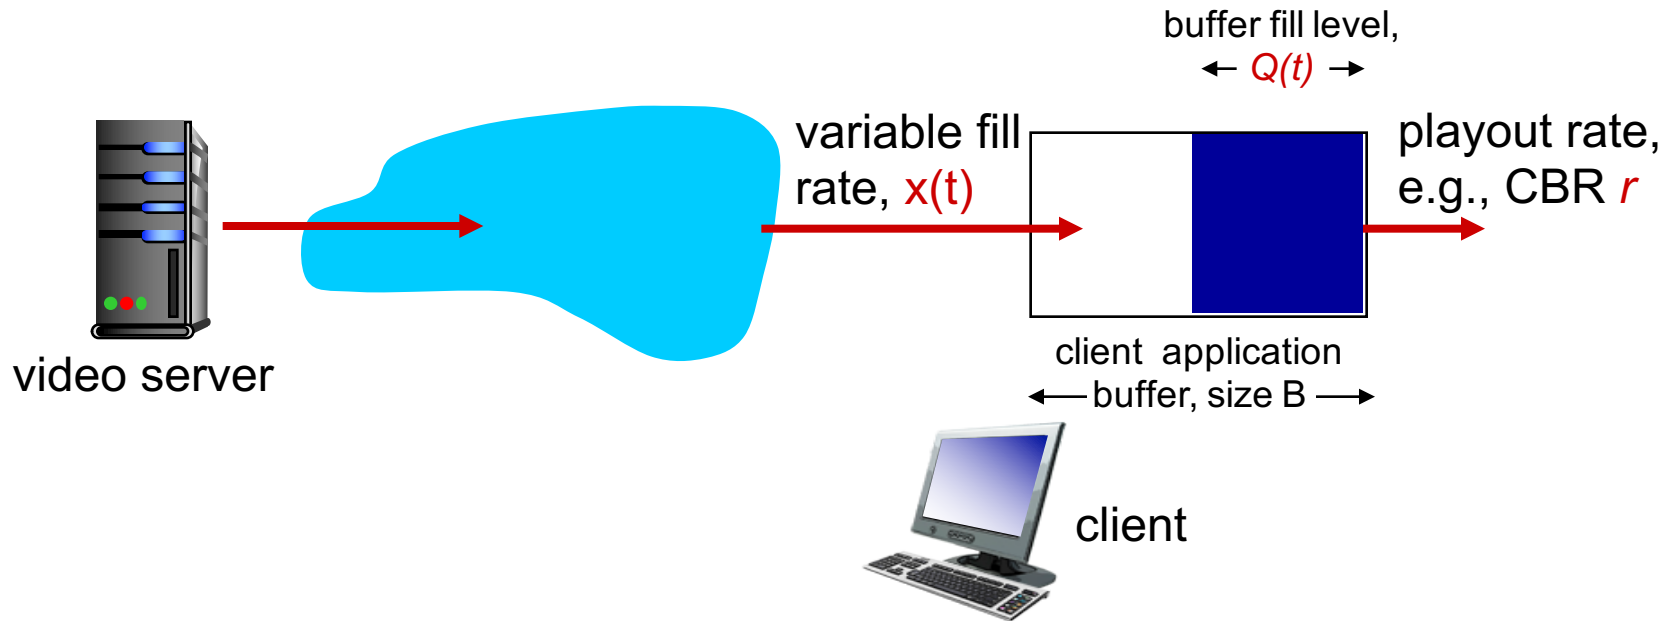 buffer fill level,
Q(t)
variable fill
rate, x(t)
playout rate,
e.g., CBR r
video server
client application
buffer, size B
client